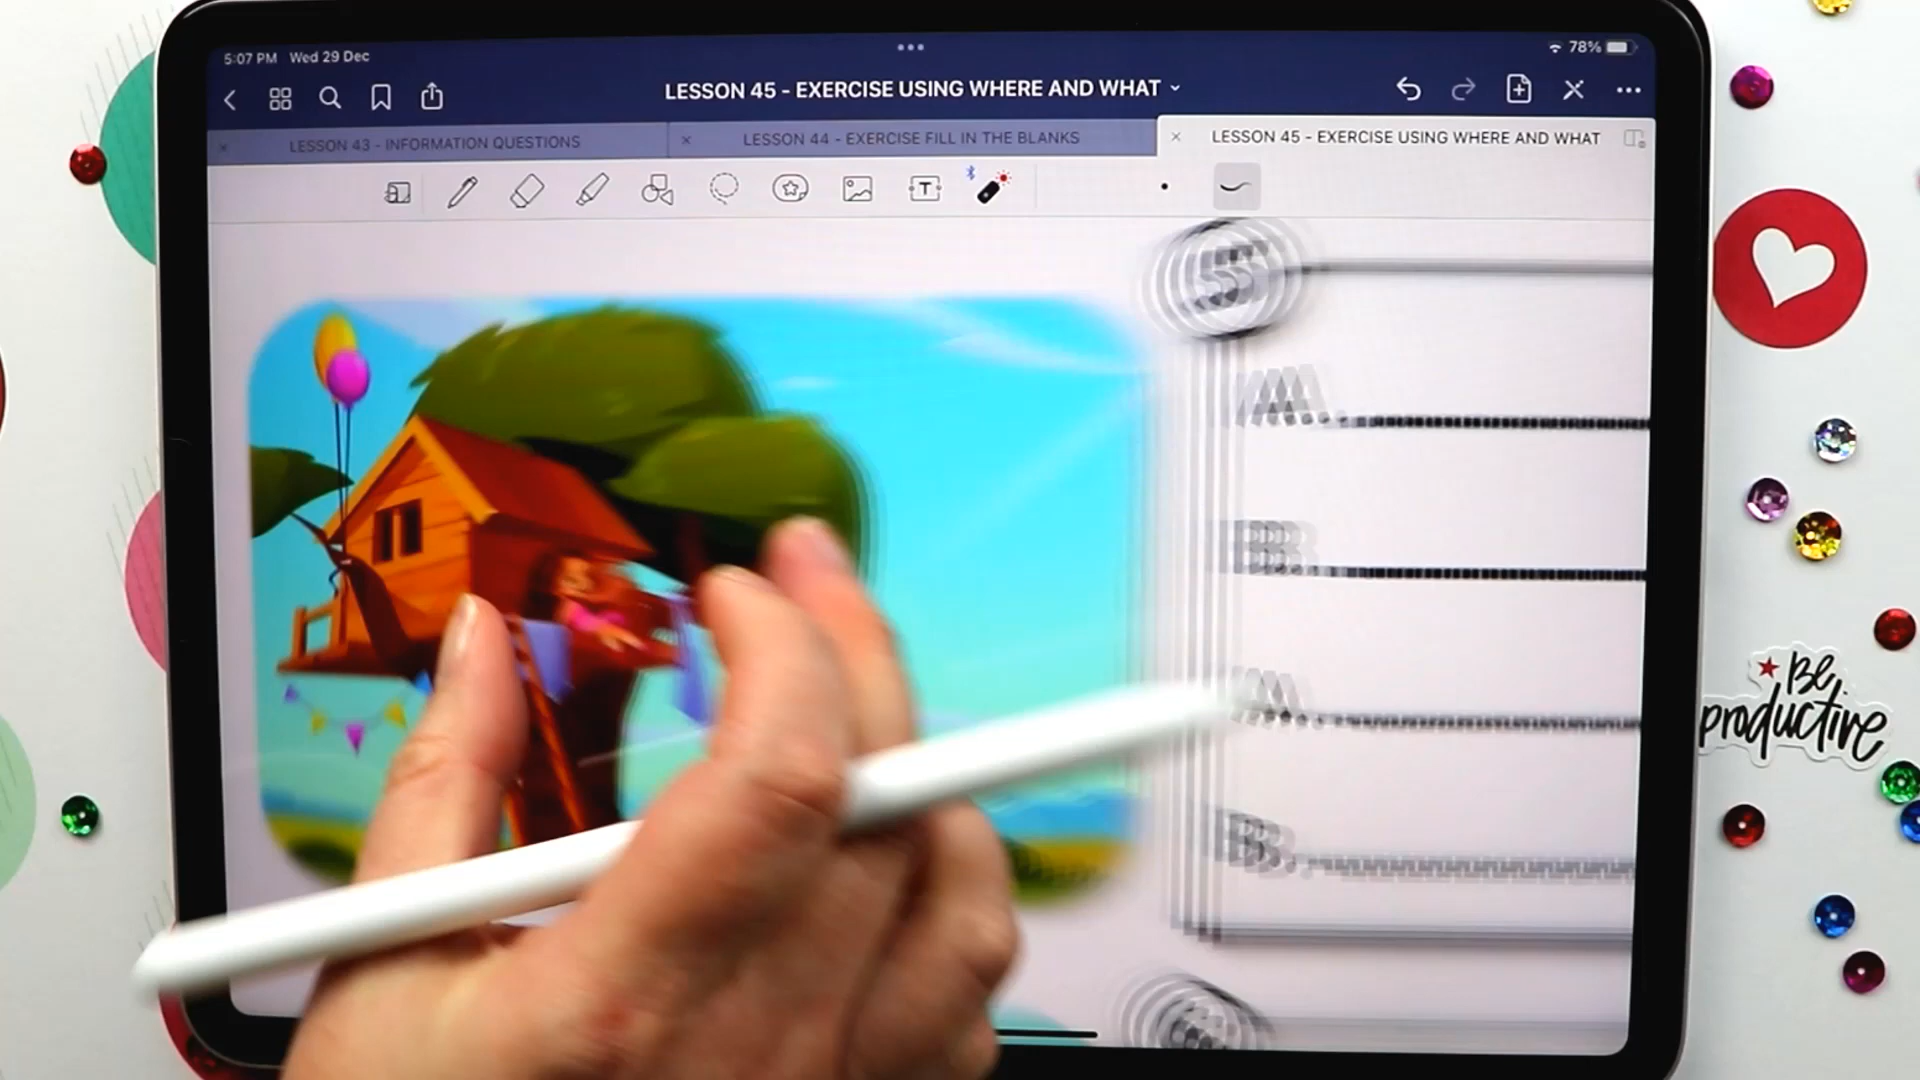 5:07 PM Wed 29 Dec
78%
LESSON 45 - EXERCISE USING WHERE AND WHAT
LESSON 43 - INFORMATION QUESTIONS
LESSON 44 - EXERCISE FILL IN THE BLANKS
LESSON 45 - EXERCISE USING WHERE AND WHAT
T
5
A.
B.
A.
B.
Be
productive